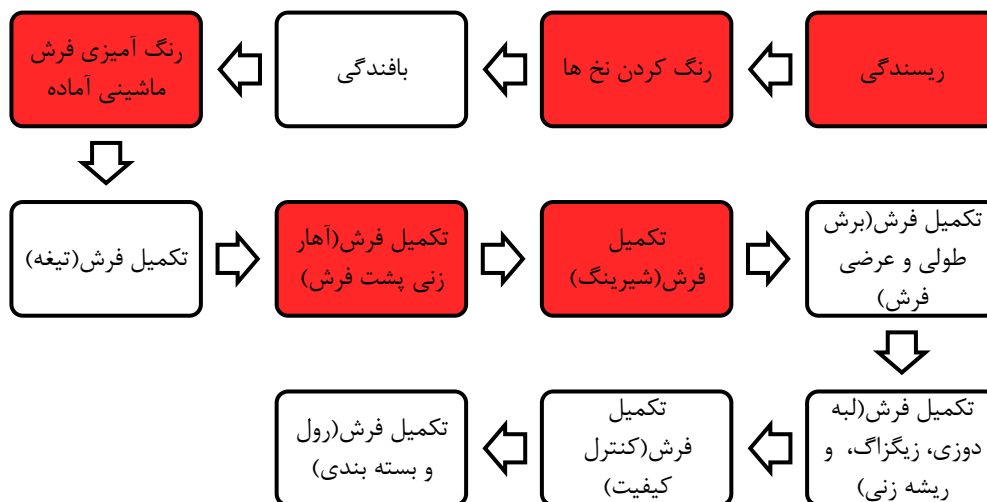 ریسندگی
رنگ کردن نخ ها
بافندگی
رنگ آمیزی فرش
ماشینی آماده
تکمیل فرش(تیغه)
تکمیل فرش(آهار
زنی پشت فرش)
تکمیل
فرش(شیرینگ)
تکمیل فرش(برش
طولی و عرضی
فرش)
تکمیل فرش(لبه
دوزی، زیگزاگ، و
ریشه زنی)
تکمیل
فرش(کنترل
کیفیت)
تکمیل فرش(رول
و بسته بندی)